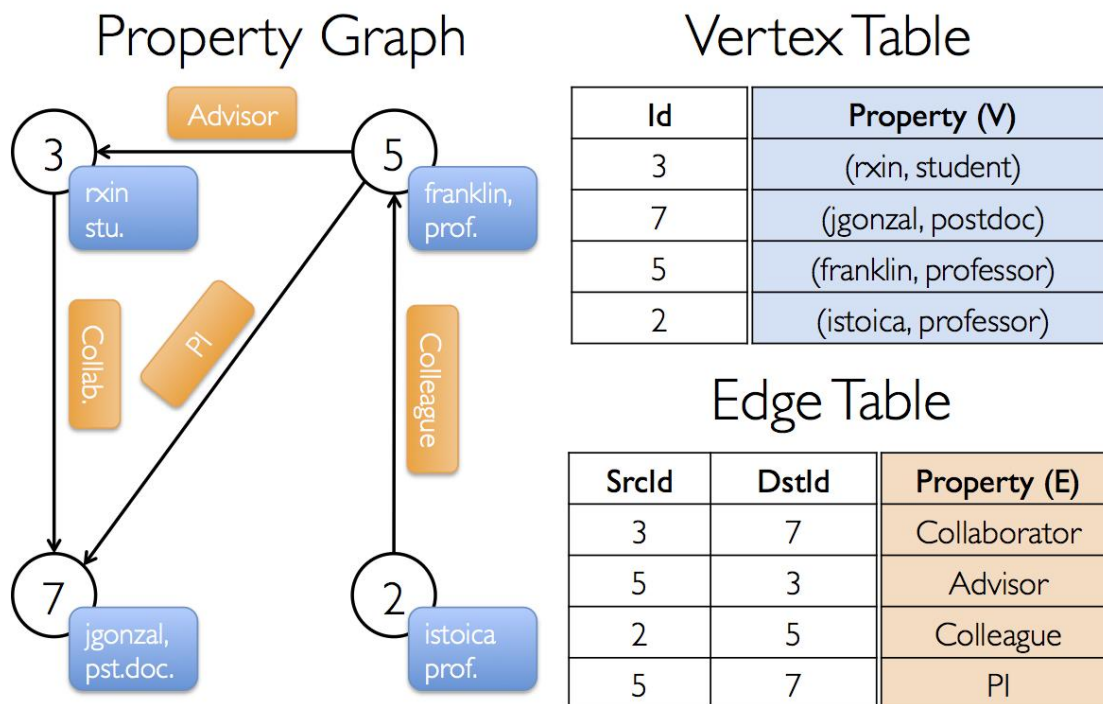 Property Graph
Advisor
3
5
rxin
stu.
franklin,
prof.
Collab.
PI
Colleague
7
2
jgonzal,
pst.doc.
istoica
prof.
Vertex Table
Id Property (V)
3 (rxin, student)
7 (jgonzal, postdoc)
5 (franklin, professor)
2 (istoica, professor)
Edge Table
SrcId DstId Property (E)
3 7 Collaborator
5 3 Advisor
2 5 Colleague
5 7 PI